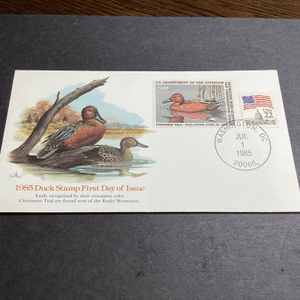 U.S. DEPARTMENT OF THE INTERIOR
22
WASHINGTON, DC
JUL
1
1985
20066
1985 Duck Stamp First Day of Issue
Easily recognized by their cinnamon color,
Cinnamon Teal are found west of the Rocky Mountains.